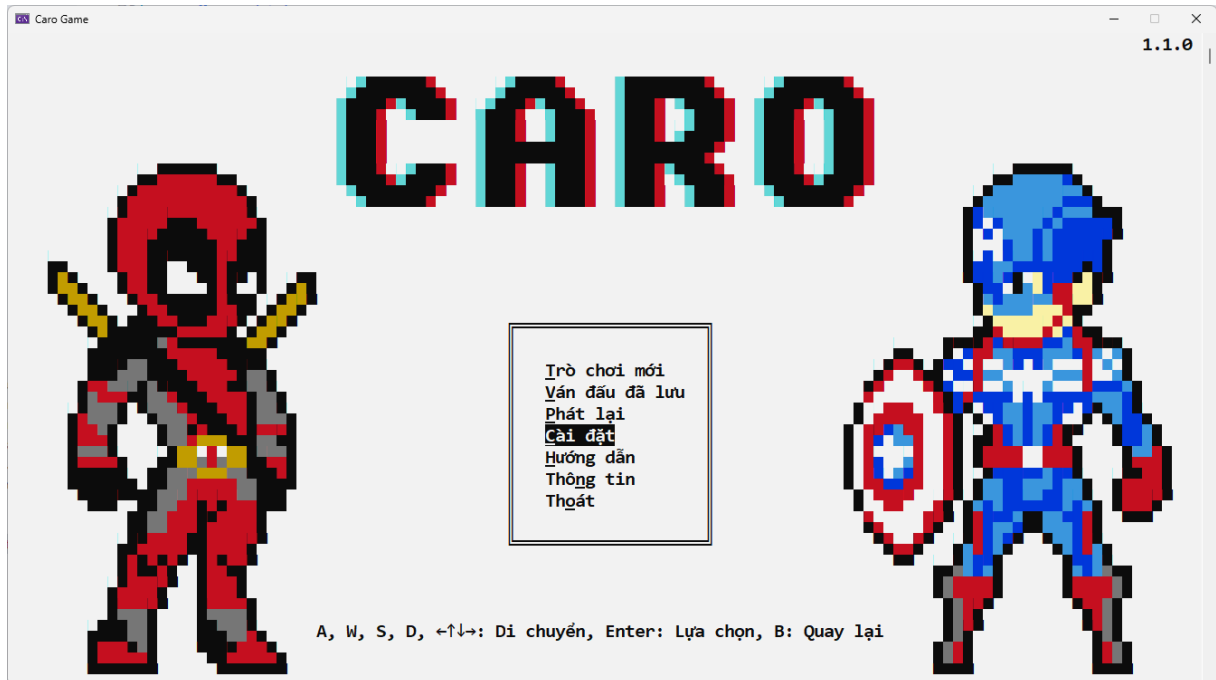 Caro Game
1.1.0
CARO
Trò chơi mới
Ván đấu đã lưu
Phát lại
Cài đặt
Hướng dẫn
Thông tin
Thoát
A, W, S, D, ←↑↓→: Di chuyển, Enter: Lựa chọn, B: Quay lại